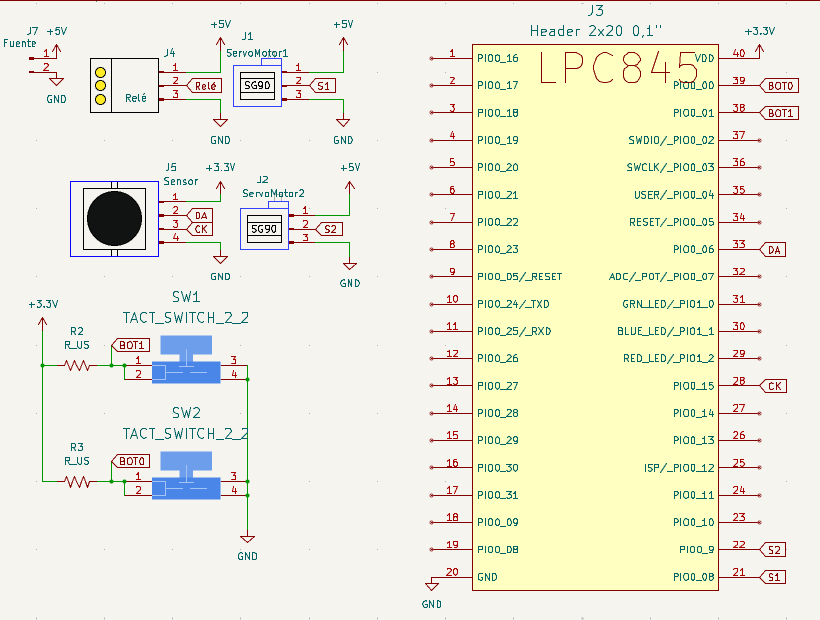 J7
+5V
Fuente
1
2
GND
J4
+5V
1
2
3
Relé
Relé
GND
J1
ServoMotor1
+5V
SG90
1
2
3
S1
GND
J5
Sensor
+3.3V
1
2
3
4
DA
CK
GND
J2
ServoMotor2
+5V
SG90
1
2
3
S2
GND
+3.3V
SW1
TACT_SWITCH_2_2
R2
R_US
BOT1
1
2
3
4
SW2
TACT_SWITCH_2_2
R3
R_US
BOT0
1
2
3
4
GND
J3
Header 2x20 0,1''
LPC845
+3.3V
1 PIO0_16 VDD 40
2 PIO0_17 PIO0_00 39 BOT0
3 PIO0_18 PIO0_01 38 BOT1
4 PIO0_19 SWDIO/_PIO0_02 37
5 PIO0_20 SWCLK/_PIO0_03 36
6 PIO0_21 USER/_PIO0_04 35
7 PIO0_22 RESET/_PIO0_05 34
8 PIO0_23 PIO0_06 33 DA
9 PIO0_05/_RESET ADC/_POT/_PIO0_07 32
10 PIO0_24/_TXD GRN_LED/_PIO1_0 31
11 PIO0_25/_RXD BLUE_LED/_PIO1_1 30
12 PIO0_26 RED_LED/_PIO1_2 29
13 PIO0_27 PIO0_15 28 CK
14 PIO0_28 PIO0_14 27
15 PIO0_29 PIO0_13 26
16 PIO0_30 ISP/_PIO0_12 25
17 PIO0_31 PIO0_11 24
18 PIO0_09 PIO0_10 23
19 PIO0_08 PIO0_9 22 S2
20 GND PIO0_08 21 S1
GND